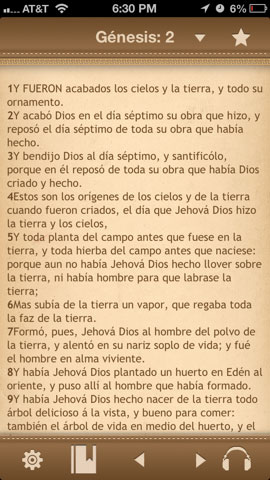 AT&T 6:30 PM 6%
Génesis: 2
1Y FUERON acabados los cielos y la tierra, y todo su
ornamento.
2Y acabó Dios en el día séptimo su obra que hizo, y
reposó el día séptimo de toda su obra que había
hecho.
3Y bendijo Dios al día séptimo, y santificólo,
porque en él reposó de toda su obra que había Dios
criado y hecho.
4Estos son los orígenes de los cielos y de la tierra
cuando fueron criados, el día que Jehová Dios hizo
la tierra y los cielos,
5Y toda planta del campo antes que fuese en la
tierra, y toda hierba del campo antes que naciese:
porque aun no había Jehová Dios hecho llover sobre
la tierra, ni había hombre para que labrase la
tierra;
6Mas subía de la tierra un vapor, que regaba toda
la faz de la tierra.
7Formó, pues, Jehová Dios al hombre del polvo de
la tierra, y alentó en su nariz soplo de vida; y fué
el hombre en alma viviente.
8Y había Jehová Dios plantado un huerto en Edén al
oriente, y puso allí al hombre que había formado.
9Y había Jehová Dios hecho nacer de la tierra todo
árbol delicioso á la vista, y bueno para comer:
también el árbol de vida en medio del huerto, y el